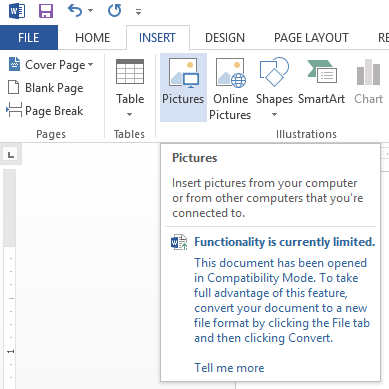 FILE HOME INSERT DESIGN PAGE LAYOUT RE
Cover Page
Blank Page
Page Break
Pages
Table
Tables
Pictures
Online
Pictures
Shapes
SmartArt
Chart
Illustrations
L
Pictures
Insert pictures from your computer
or from other computers that you're
connected to.
Functionality is currently limited.
This document has been opened
in Compatibility Mode. To take
full advantage of this feature,
convert your document to a new
file format by clicking the File tab
and then clicking Convert.
Tell me more
1